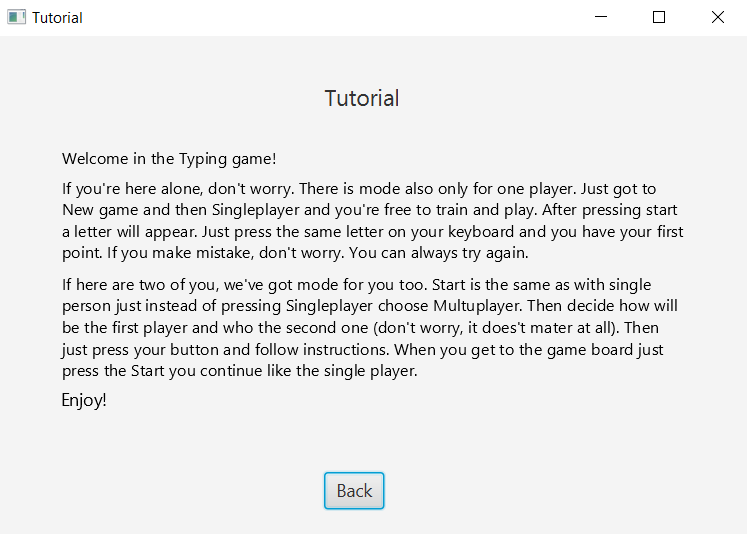 Tutorial
Tutorial
Welcome in the Typing game!
If you're here alone, don't worry. There is mode also only for one player. Just got to
New game and then Singleplayer and you're free to train and play. After pressing start
a letter will appear. Just press the same letter on your keyboard and you have your first
point. If you make mistake, don't worry. You can always try again.
If here are two of you, we've got mode for you too. Start is the same as with single
person just instead of pressing Singleplayer choose Multuplayer. Then decide how will
be the first player and who the second one (don't worry, it does't mater at all). Then
just press your button and follow instructions. When you get to the game board just
press the Start you continue like the single player.
Enjoy!
Back